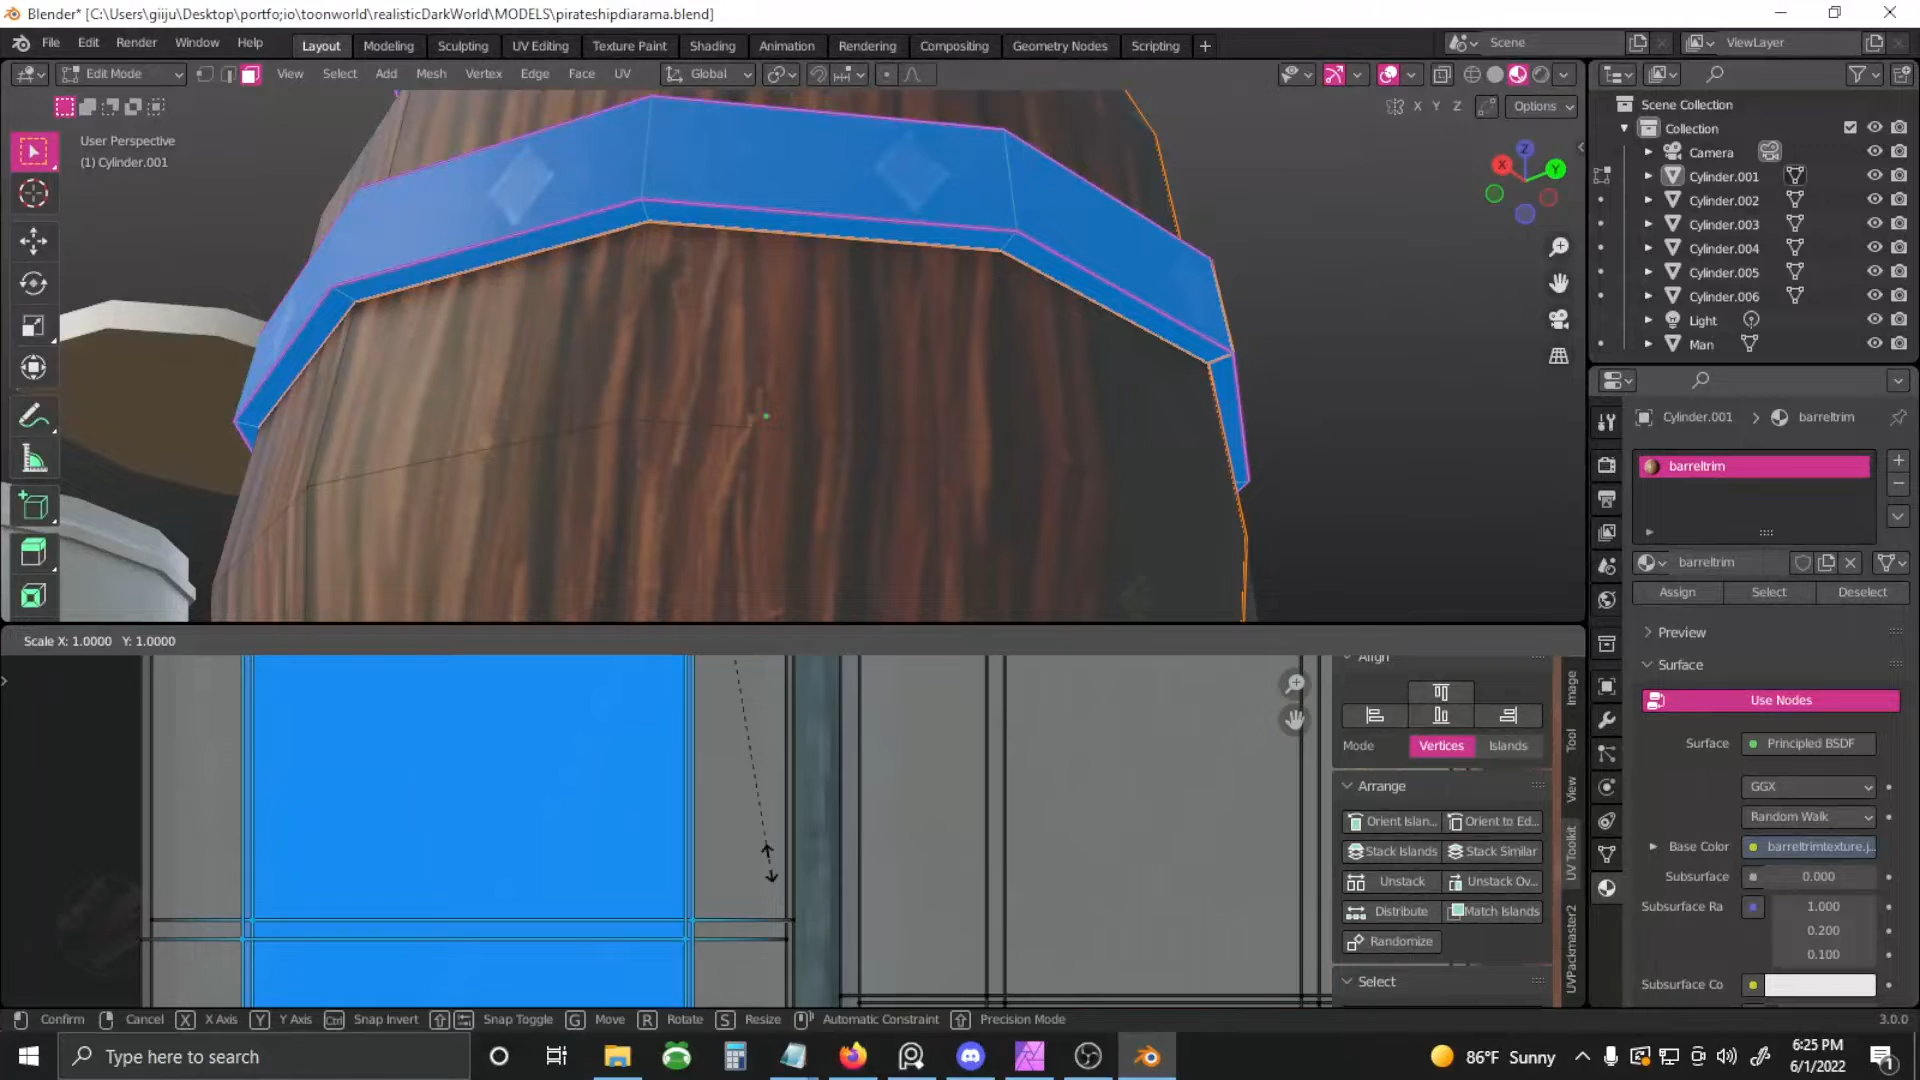 Blender* [C:\Users\giiju\Desktop\portfo;io\toonworld\realisticDarkWorld\MODELS\pirateshipdiarama.blend]
File Edit Render Window Help Layout Modeling Sculpting UV Editing Texture Paint Shading Animation Rendering Compositing Geometry Nodes Scripting + Scene ViewLayer
Edit Mode View Select Add Mesh Vertex Edge Face UV Global
X Y Z Options
User Perspective
(1) Cylinder.001
Scene Collection
Collection
Camera
Cylinder.001
Cylinder.002
Cylinder.003
Cylinder.004
Cylinder.005
Cylinder.006
Light
Man
Cylinder.001 > barreltrim
barreltrim
barreltrim
Assign Select Deselect
Preview
Surface
Use Nodes
Surface Principled BSDF
GGX
Random Walk
Base Color barreltrimtexture.j...
Subsurface 0.000
Subsurface Ra 1.000
0.200
0.100
Subsurface Co
Scale X: 1.0000 Y: 1.0000
Align
Mode Vertices Islands
Arrange
Orient Islan... Orient to Ed...
Stack Islands Stack Similar
Unstack Unstack Ov...
Distribute Match Islands
Randomize
Select
Image
Tool
View
UV Toolkit
UVPackmaster2
Confirm Cancel X X Axis Y Y Axis Ctrl Snap Invert Snap Toggle G Move R Rotate S Resize Automatic Constraint Precision Mode 3.0.0
Type here to search 86°F Sunny 6:25 PM
6/1/2022 1